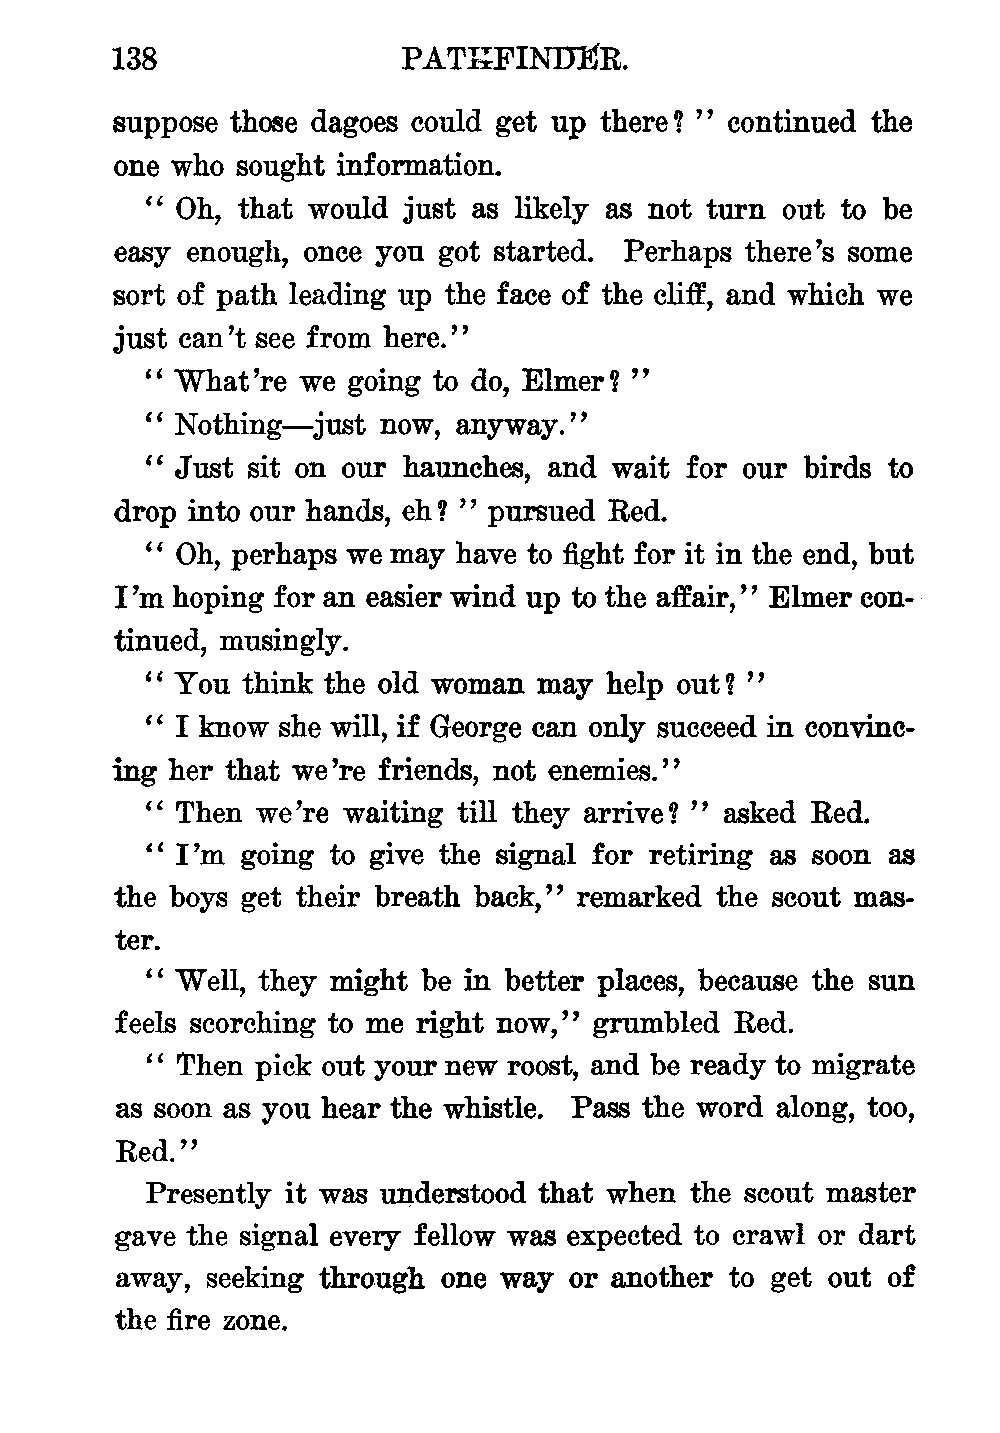 138 PATHFINDER.
suppose those dagoes could get up there? " continued the
one who sought information.
" Oh, that would just as likely as not turn out to be
easy enough, once you got started. Perhaps there's some
sort of path leading up the face of the cliff, and which we
just can't see from here."
" What're we going to do, Elmer? "
" Nothing—just now, anyway."
" Just sit on our haunches, and wait for our birds to
drop into our hands, eh? " pursued Red.
" Oh, perhaps we may have to fight for it in the end, but
I'm hoping for an easier wind up to the affair," Elmer con-
tinued, musingly.
" You think the old woman may help out? "
" I know she will, if George can only succeed in convinc-
ing her that we're friends, not enemies."
" Then we're waiting till they arrive? " asked Red.
" I'm going to give the signal for retiring as soon as
the boys get their breath back," remarked the scout mas-
ter.
" Well, they might be in better places, because the sun
feels scorching to me right now," grumbled Red.
" Then pick out your new roost, and be ready to migrate
as soon as you hear the whistle. Pass the word along, too,
Red."
Presently it was understood that when the scout master
gave the signal every fellow was expected to crawl or dart
away, seeking through one way or another to get out of
the fire zone.